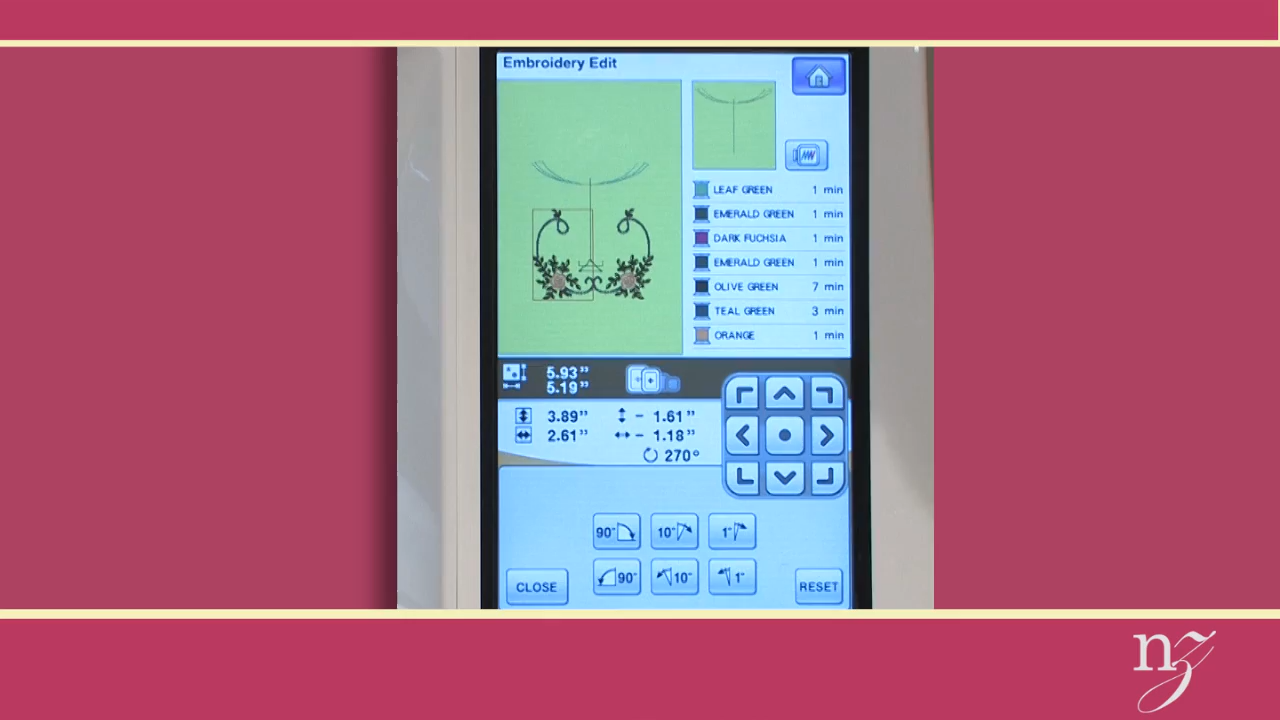 Embroidery Edit
LEAF GREEN 1 min
EMERALD GREEN 1 min
DARK FUCHSIA 1 min
EMERALD GREEN 1 min
OLIVE GREEN 7 min
TEAL GREEN 3 min
ORANGE 1 min
5.93"
5.19"
3.89" - 1.61"
2.61" - 1.18"
270°
90° 10° 1°
90° 10° 1°
CLOSE RESET
nz